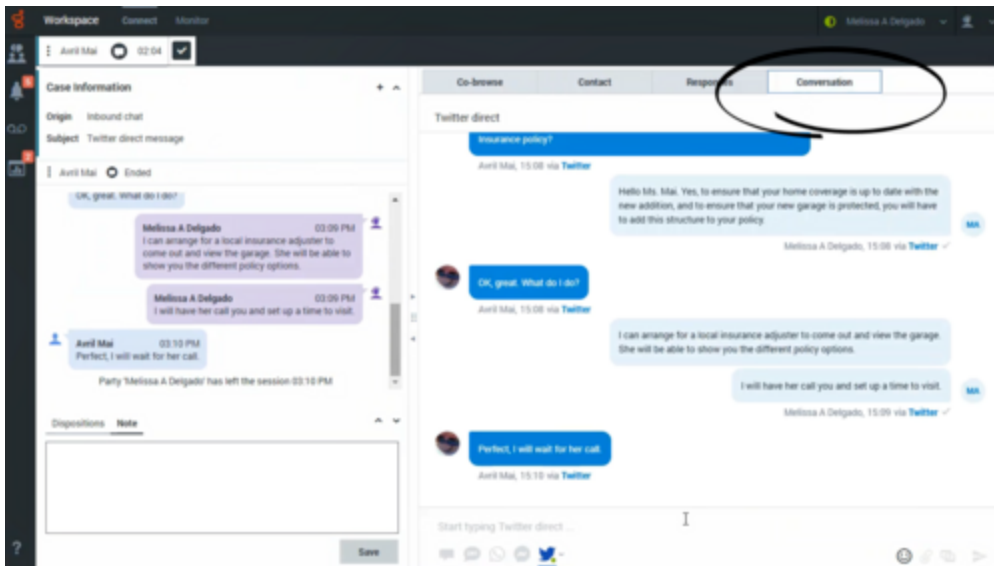 Workspace Connect Monitor
Melissa A Delgado
Avril Mai 02:04
5
2
Case Information
Origin Inbound chat
Subject Twitter direct message
Avril Mai Ended
OK, great. What do I do?
Melissa A Delgado 03:09 PM
I can arrange for a local insurance adjuster to
come out and view the garage. She will be able to
show you the different policy options.
Melissa A Delgado 03:09 PM
I will have her call you and set up a time to visit.
Avril Mai 03:10 PM
Perfect, I will wait for her call.
Party 'Melissa A Delgado' has left the session 03:10 PM
Dispositions Note
Save
?
Co-browse Contact Responses Conversation
Twitter direct
insurance policy?
Avril Mai, 15:08 via Twitter
Hello Ms. Mai. Yes, to ensure that your home coverage is up to date with the
new addition, and to ensure that your new garage is protected, you will have
to add this structure to your policy.
MA
Melissa A Delgado, 15:08 via Twitter
OK, great. What do I do?
Avril Mai, 15:08 via Twitter
I can arrange for a local insurance adjuster to come out and view the garage.
She will be able to show you the different policy options.
I will have her call you and set up a time to visit.
MA
Melissa A Delgado, 15:09 via Twitter
Perfect, I will wait for her call.
Avril Mai, 15:10 via Twitter
Start typing Twitter direct ...